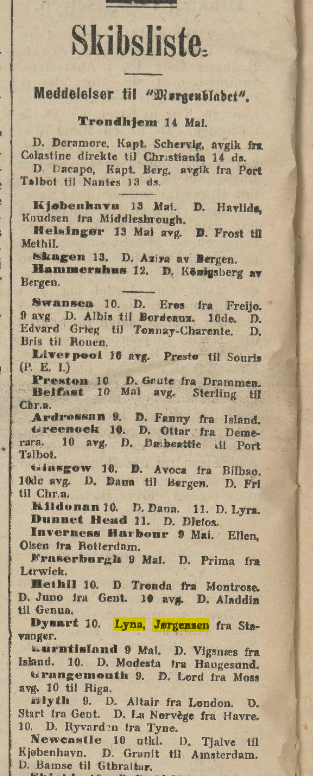 Skibsliste.
Meddelelser til "Morgenbladet".
Trondhjem 14 Mai.
D. Deramore, Kapt. Schervig, avgik fra
Colastine direkte til Christiania 14 ds.
D. Dacapo, Kapt. Berg, avgik fra Port
Talbot til Nantes 13 ds.
Kjøbenhavn 13 Mai. D. Havlide,
Knudsen fra Middlesbrough.
Helsingør 13 Mai avg. D. Frost til
Methil.
Skagen 13. D. Azira av Bergen.
Hammershus 12. D. Königsberg av
Bergen.
Swansea 10. D. Eros fra Freijo.
9 avg. D. Albis til Bordeaux. 10de. D.
Edvard Grieg til Tonnay-Charente. D.
Bris til Rouen.
Liverpool 10 avg. Presto til Souris
(P. E. I.)
Preston 10 D. Gaute fra Drammen.
Belfast 10 Mai avg. Sterling til
Chr.a.
Ardrossan 9. D. Fanny fra Island.
Greenock 10. D. Ottar fra Deme-
rara. 10 avg. D. Dalbeattie til Port
Talbot.
Glasgow 10. D. Avoca fra Bilbao.
10de avg. D. Dana til Bergen. D. Fri
til Chr.a.
Kildonan 10. D. Dana. 11. D. Lyra.
Dunnet Head 11. D. Diefos.
Inverness Harbour 9 Mai. Ellen,
Olsen fra Rotterdam.
Fraserburgh 9 Mai. D. Prima fra
Lerwick.
Methil 10. D Tronda fra Montrose.
D. Juno fra Gent. 10 avg. D. Aladdin
til Genua.
Dysart 10. Lyna, Jørgensen fra Sta-
vanger.
Burntisland 9 Mai. D. Vigsnæs fra
Island. 10. D. Modesta fra Haugesund.
Grangemouth 9. D. Lord fra Moss
avg. 10 til Riga.
Blyth 9. D. Altair fra London. D.
Start fra Gent. D. La Norvège fra Havre.
10. D. Ryvarden fra Tyne.
Newcastle 10 utkl. D. Tjalve til
Kjøbenhavn. D. Granit til Amsterdam.
D. Bamse til Gibraltar.